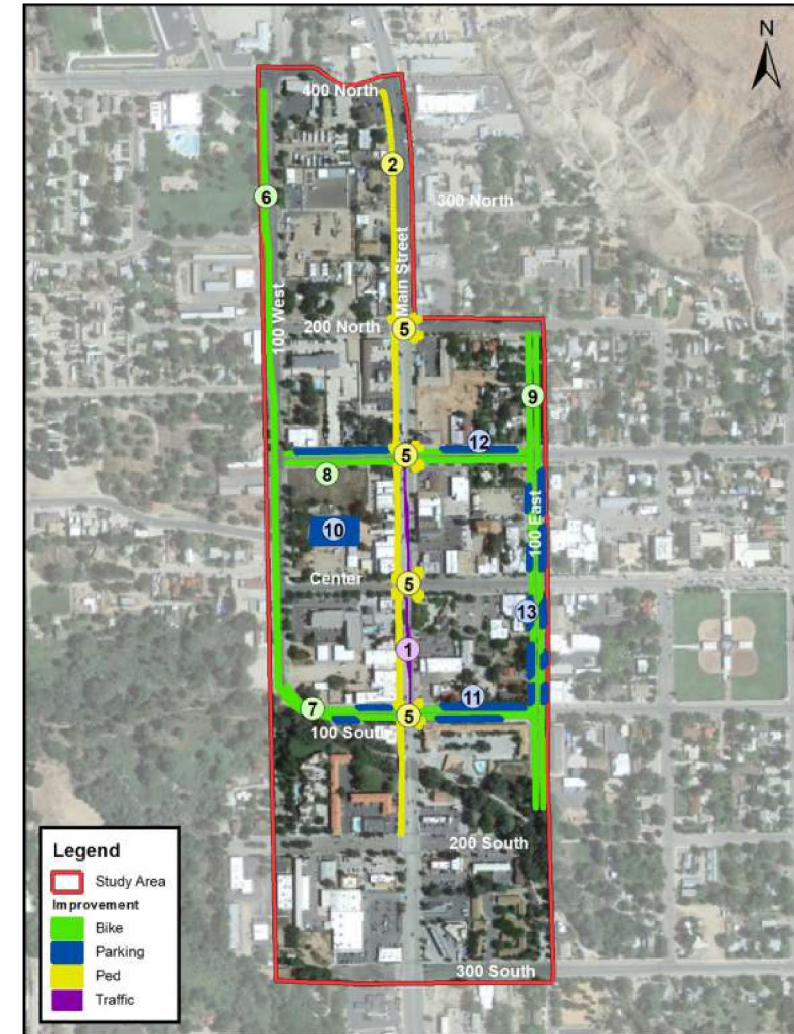 N
400 North
2
6
300 North
Main Street
100 West
200 North
5
9
12
5
8
100 East
10
Center
5
13
1
11
7
5
100 South
200 South
300 South
Legend
Study Area
Improvement
Bike
Parking
Ped
Traffic